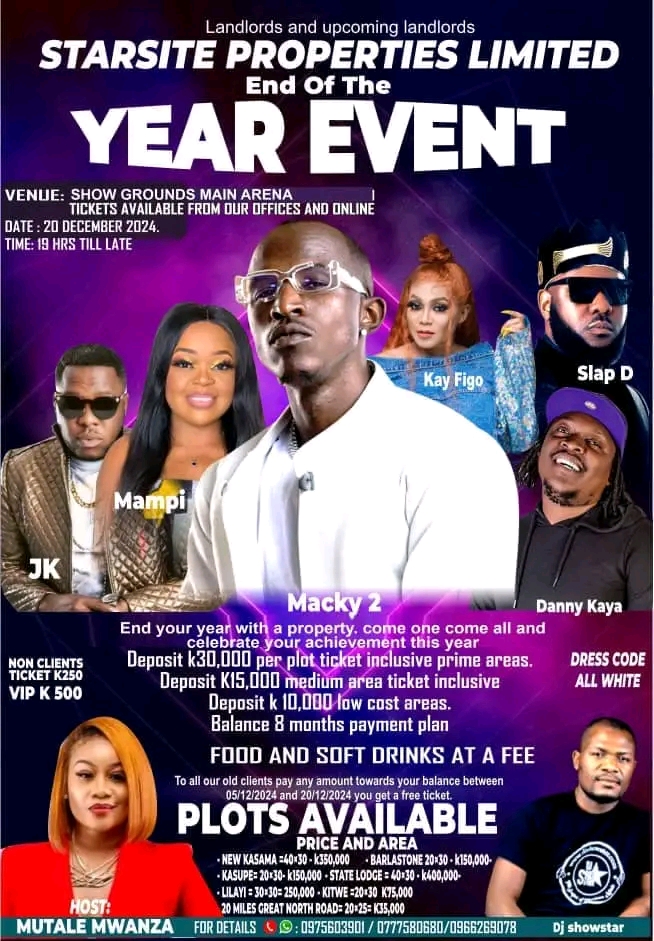 Landlords and upcoming landlords
STARSITE PROPERTIES LIMITED
End Of The
YEAR EVENT
VENUE: SHOW GROUNDS MAIN ARENA
TICKETS AVAILABLE FROM OUR OFFICES AND ONLINE
DATE : 20 DECEMBER 2024.
TIME: 19 HRS TILL LATE
Kay Figo
Slap D
Mampi
JK
Macky 2
Danny Kaya
End your year with a property. come one come all and
celebrate your achievement this year
Deposit k30,000 per plot ticket inclusive prime areas.
Deposit K15,000 medium area ticket inclusive
Deposit k 10,000 low cost areas.
Balance 8 months payment plan
NON CLIENTS
TICKET K250
VIP K 500
DRESS CODE
ALL WHITE
FOOD AND SOFT DRINKS AT A FEE
To all our old clients pay any amount towards your balance between
05/12/2024 and 20/12/2024 you get a free ticket.
PLOTS AVAILABLE
PRICE AND AREA
• NEW KASAMA =40×30 - k350,000 • BARLASTONE 20×30 - k150,000-
• KASUPE= 20×30- k150,000 - STATE LODGE = 40×30 - k400,000-
• LILAYI = 30×30= 250,000 - KITWE =20×30 K75,000
20 MILES GREAT NORTH ROAD= 20×25= K35,000
HOST:
MUTALE MWANZA
FOR DETAILS : 0975603901 / 0777580680/0966269078
Dj showstar